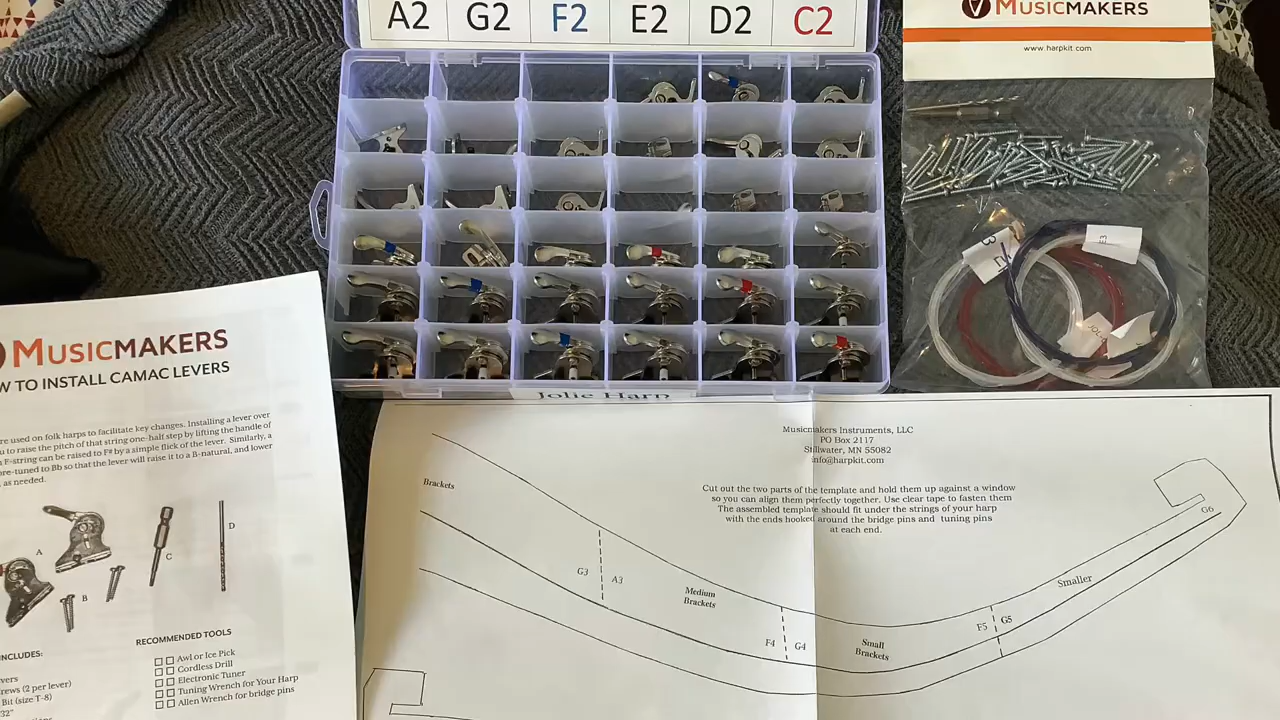 A2 G2 F2 E2 D2 C2
MUSICMAKERS
www.harpkit.com
B
E3
Jolie Harp
MUSICMAKERS
TO INSTALL CAMAC LEVERS
used on folk harps to facilitate key changes. Installing a lever over
to raise the pitch of that string one-half step by lifting the handle of
F-string can be raised to F# by a simple flick of the lever. Similarly, a
-tuned to Bb so that the lever will raise it to a B-natural, and lower
as needed.
A
B
C
D
RECOMMENDED TOOLS
Awl or Ice Pick
Cordless Drill
Electronic Tuner
Tuning Wrench for Your Harp
Allen Wrench for bridge pins
(2 per lever)
Bit (size T-8)
Musicmakers Instruments, LLC
PO Box 2117
Stillwater, MN 55082
info@harpkit.com
Cut out the two parts of the template and hold them up against a window
so you can align them perfectly together. Use clear tape to fasten them
The assembled template should fit under the strings of your harp
with the ends hooked around the bridge pins and tuning pins
at each end.
Brackets
G3 A3
Medium
Brackets
F4 G4
Small
Brackets
F5 G5
Smaller
G6